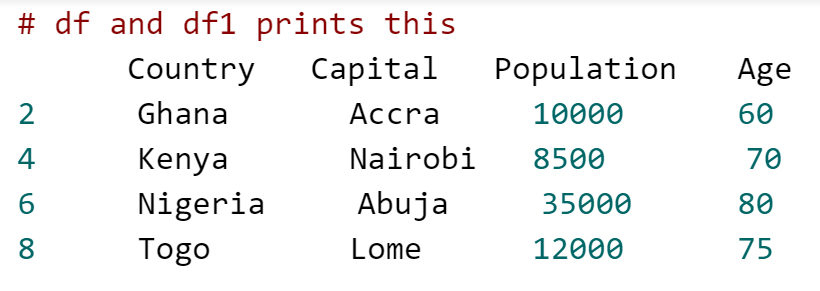 # df and df1 prints this
Country Capital Population Age
2 Ghana Accra 10000 60
4 Kenya Nairobi 8500 70
6 Nigeria Abuja 35000 80
8 Togo Lome 12000 75